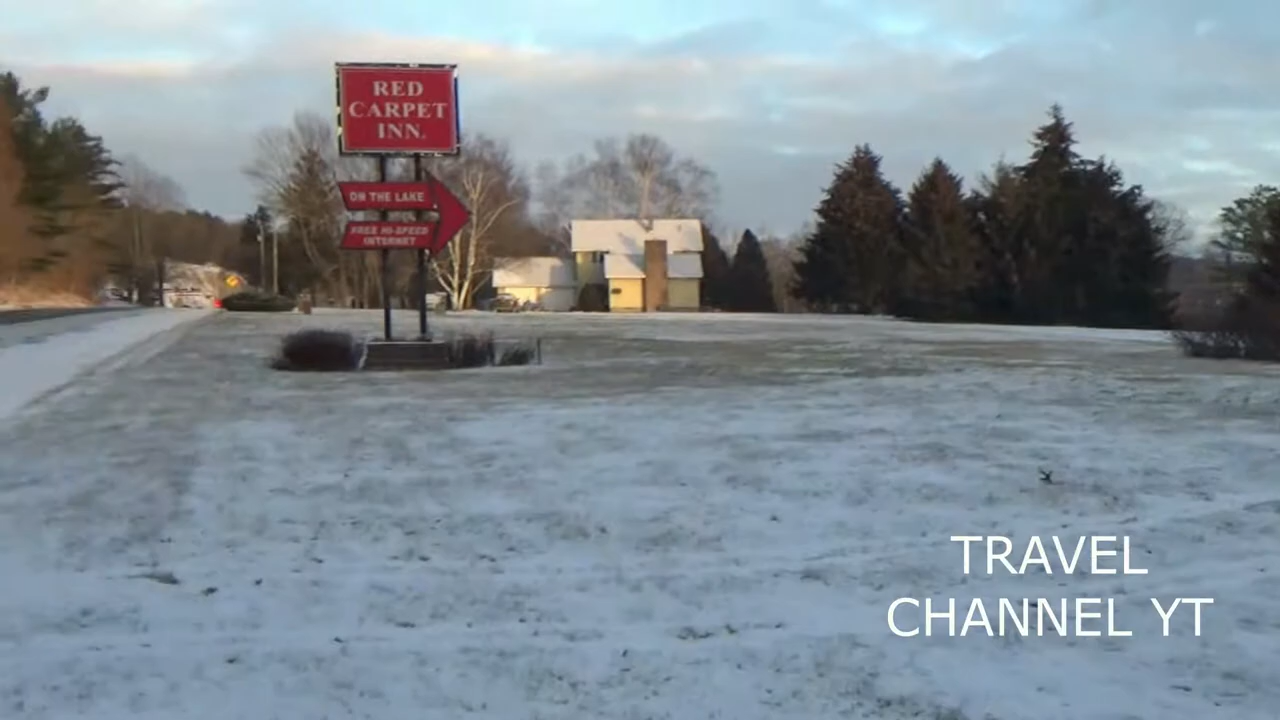 RED
CARPET
INN.
ON THE LAKE
FREE HI-SPEED
INTERNET
TRAVEL
CHANNEL YT